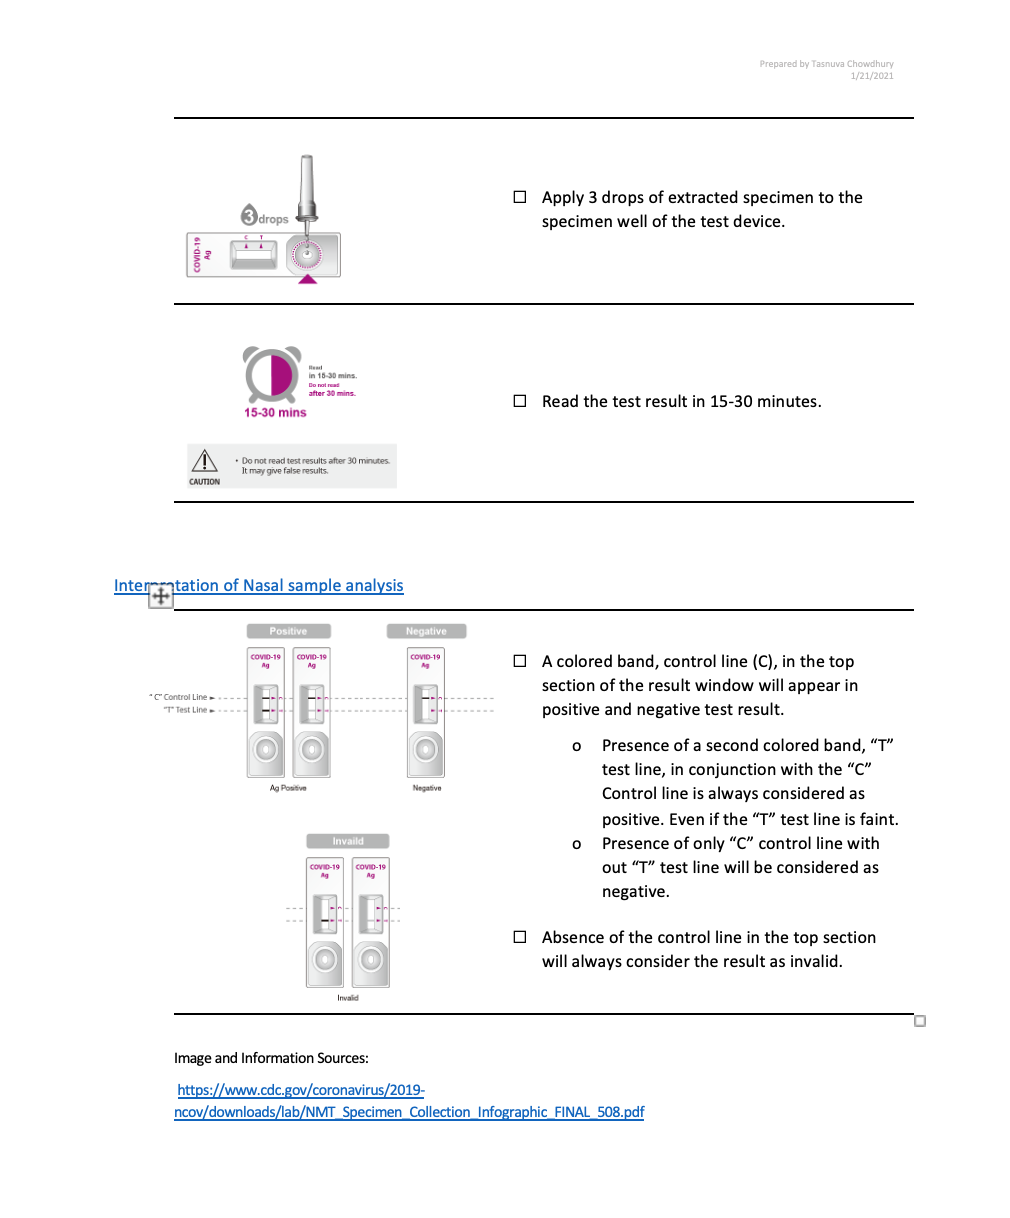 Prepared by Tasnuva Chowdhury
1/21/2021
3 drops
C T
COVID-19
Ag
☐ Apply 3 drops of extracted specimen to the
specimen well of the test device.
Read
in 15-30 mins.
Do not read
after 30 mins.
15-30 mins
☐ Read the test result in 15-30 minutes.
CAUTION
• Do not read test results after 30 minutes.
It may give false results.
Interpretation of Nasal sample analysis
Positive
Negative
COVID-19
Ag
COVID-19
Ag
COVID-19
Ag
"C" Control Line
"T" Test Line
Ag Positive
Negative
Invaild
COVID-19
Ag
COVID-19
Ag
Invalid
☐ A colored band, control line (C), in the top
section of the result window will appear in
positive and negative test result.
o Presence of a second colored band, “T”
test line, in conjunction with the “C”
Control line is always considered as
positive. Even if the “T” test line is faint.
o Presence of only “C” control line with
out “T” test line will be considered as
negative.
☐ Absence of the control line in the top section
will always consider the result as invalid.
Image and Information Sources:
https://www.cdc.gov/coronavirus/2019-
ncov/downloads/lab/NMT_Specimen_Collection_Infographic_FINAL_508.pdf